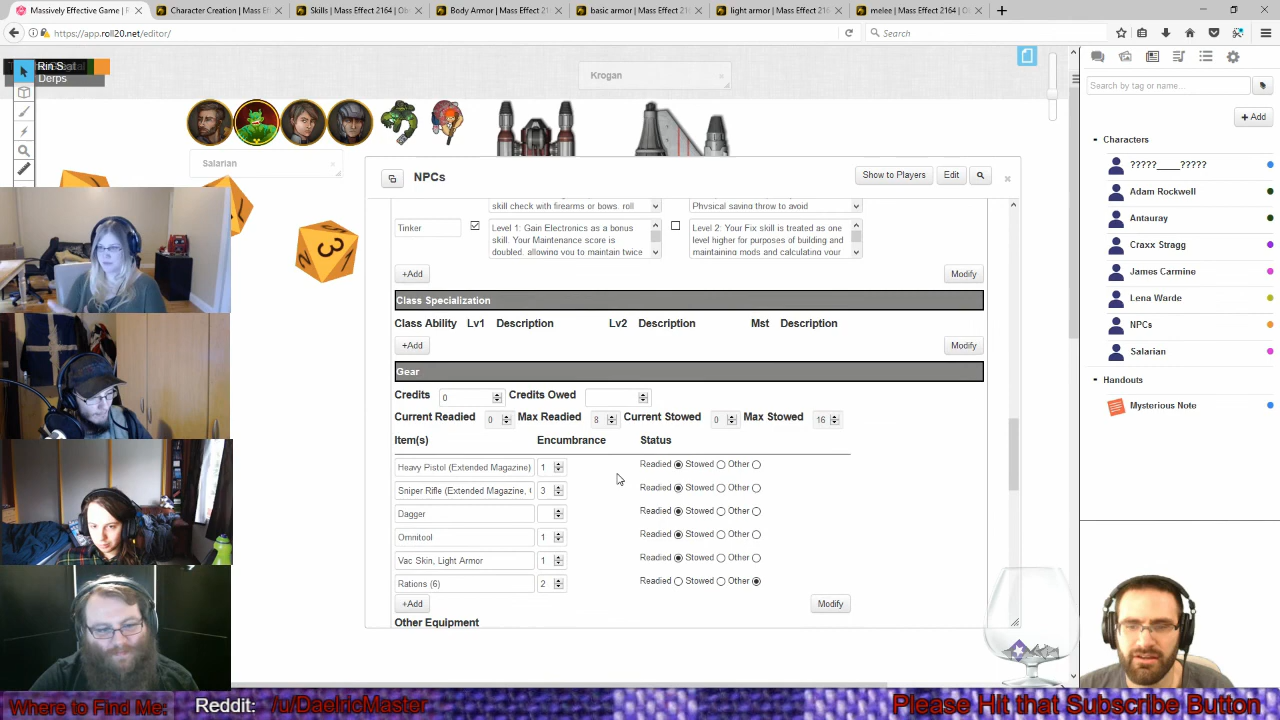 Massively Effective Game | R
Character Creation | Mass Eff
Skills | Mass Effect 2164 | Ob
Body Armor | Mass Effect 21
basic armor | Mass Effect 21
light armor | Mass Effect 216
melee | Mass Effect 2164 | O
https://app.roll20.net/editor/
Search
Rin S.
Derps
Krogan
Salarian
NPCs
Show to Players
Edit
skill check with firearms or bows, roll
Physical saving throw to avoid
Tinker
Level 1: Gain Electronics as a bonus
skill. Your Maintenance score is
doubled, allowing you to maintain twice
Level 2: Your Fix skill is treated as one
level higher for purposes of building and
maintaining mods and calculating your
+Add
Modify
Class Specialization
Class Ability Lv1 Description Lv2 Description Mst Description
+Add
Modify
Gear
Credits 0 Credits Owed
Current Readied 0 Max Readied 8 Current Stowed 0 Max Stowed 16
Item(s) Encumbrance Status
Heavy Pistol (Extended Magazine) 1 Readied Stowed Other
Sniper Rifle (Extended Magazine, 3 Readied Stowed Other
Dagger Readied Stowed Other
Omnitool 1 Readied Stowed Other
Vac Skin, Light Armor 1 Readied Stowed Other
Rations (6) 2 Readied Stowed Other
+Add
Modify
Other Equipment
Search by tag or name...
+ Add
Characters
?????____?????
Adam Rockwell
Antauray
Craxx Stragg
James Carmine
Lena Warde
NPCs
Salarian
Handouts
Mysterious Note
3
Where to Find Me:
Reddit: /u/DaelricMaster
Please Hit that Subscribe Button